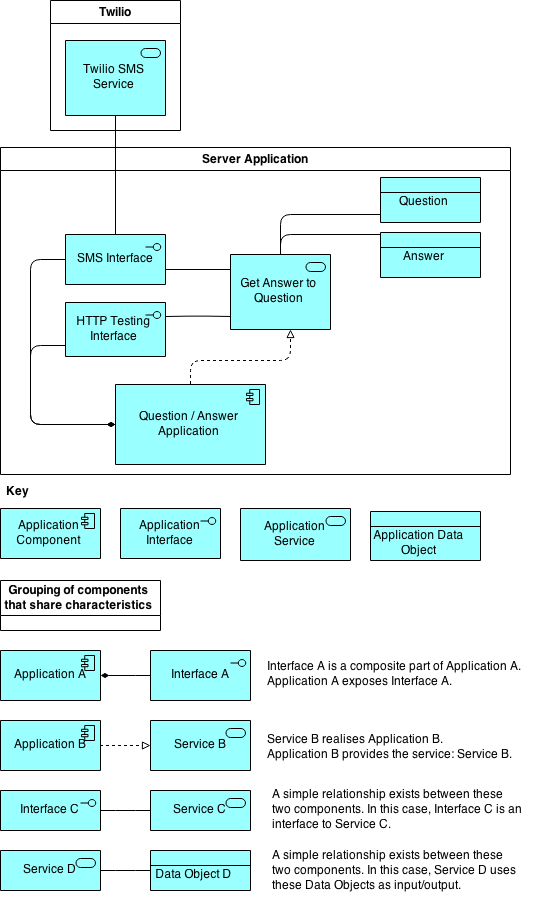 Twilio
Twilio SMS
Service
Server Application
Question
Answer
SMS Interface
Get Answer to
Question
HTTP Testing
Interface
Question / Answer
Application
Key
Application
Component
Application
Interface
Application
Service
Application Data
Object
Grouping of components
that share characteristics
Application A
Interface A
Interface A is a composite part of Application A.
Application A exposes Interface A.
Application B
Service B
Service B realises Application B.
Application B provides the service: Service B.
Interface C
Service C
A simple relationship exists between these
two components. In this case, Interface C is an
interface to Service C.
Service D
Data Object D
A simple relationship exists between these
two components. In this case, Service D uses
these Data Objects as input/output.